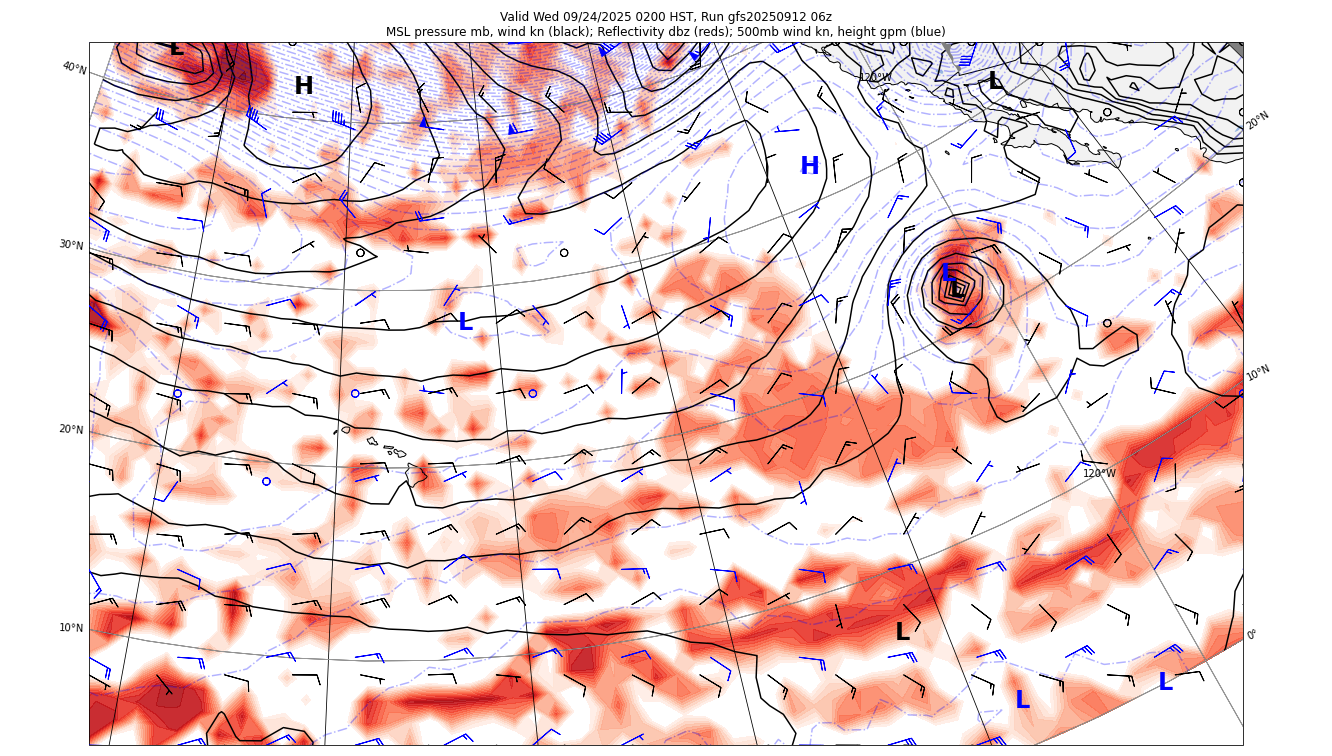 Valid Wed 09/24/2025 0200 HST, Run gfs20250912 06z
MSL pressure mb, wind kn (black); Reflectivity dbz (reds); 500mb wind kn, height gpm (blue)
L
40°N
H
120°W
L
20°N
H
30°N
L
L
L
10°N
20°N
120°W
10°N
L
0°
L
L